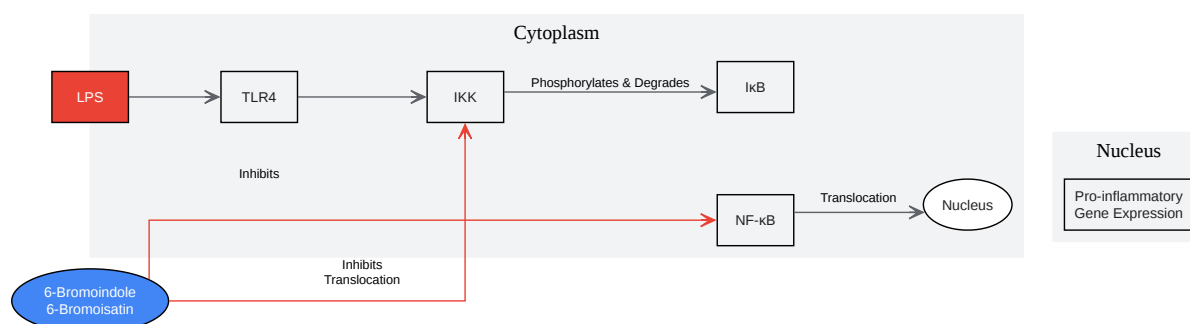 Cytoplasm
LPS
TLR4
IKK
Phosphorylates & Degrades
IκB
Inhibits
NF-κB
Translocation
Nucleus
Nucleus
Pro-inflammatory
Gene Expression
Inhibits
Translocation
6-Bromoindole
6-Bromoisatin